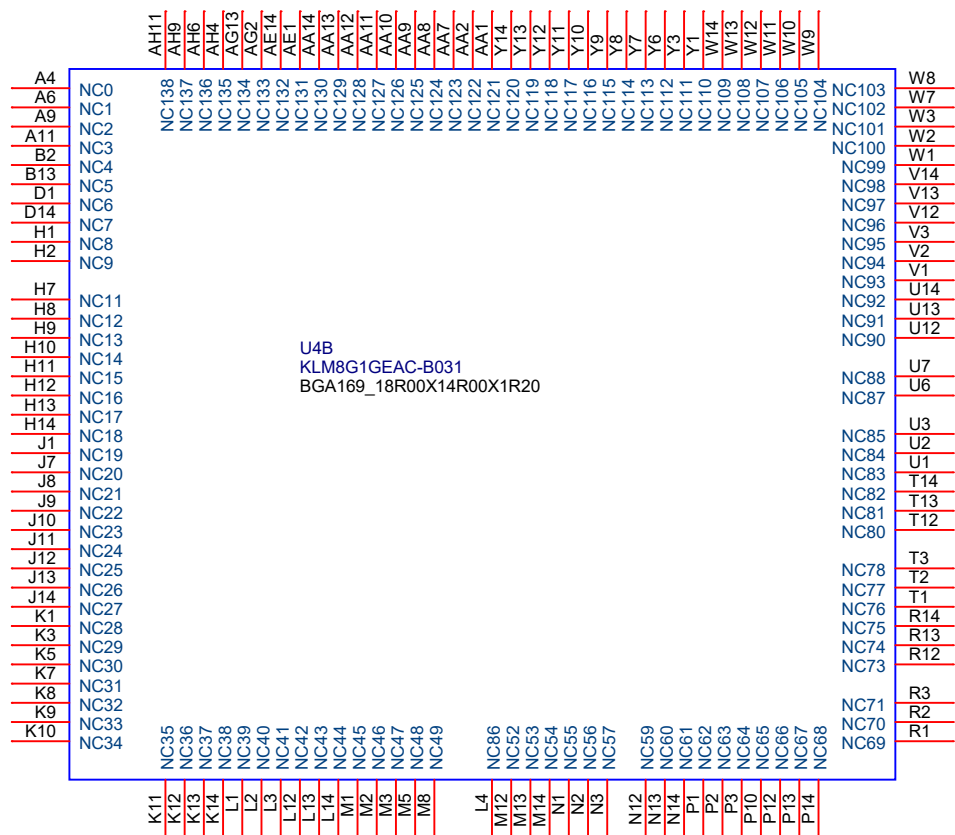 AH11
AH9
AH6
AH4
AG13
AG2
AE14
AE1
AA14
AA13
AA12
AA11
AA10
AA9
AA8
AA7
AA2
AA1
Y14
Y13
Y12
Y11
Y10
Y9
Y8
Y7
Y6
Y3
Y1
W14
W13
W12
W11
W10
W9
NC138
NC137
NC136
NC135
NC134
NC133
NC132
NC131
NC130
NC129
NC128
NC127
NC126
NC125
NC124
NC123
NC122
NC121
NC120
NC119
NC118
NC117
NC116
NC115
NC114
NC113
NC112
NC111
NC110
NC109
NC108
NC107
NC106
NC105
NC104
A4 NC0
A6 NC1
A9 NC2
A11 NC3
B2 NC4
B13 NC5
D1 NC6
D14 NC7
H1 NC8
H2 NC9
H7 NC11
H8 NC12
H9 NC13
H10 NC14
H11 NC15
H12 NC16
H13 NC17
H14 NC18
J1 NC19
J7 NC20
J8 NC21
J9 NC22
J10 NC23
J11 NC24
J12 NC25
J13 NC26
J14 NC27
K1 NC28
K3 NC29
K5 NC30
K7 NC31
K8 NC32
K9 NC33
K10 NC34
U4B
KLM8G1GEAC-B031
BGA169_18R00X14R00X1R20
NC103 W8
NC102 W7
NC101 W3
NC100 W2
NC99 W1
NC98 V14
NC97 V13
NC96 V12
NC95 V3
NC94 V2
NC93 V1
NC92 U14
NC91 U13
NC90 U12
NC88 U7
NC87 U6
NC85 U3
NC84 U2
NC83 U1
NC82 T14
NC81 T13
NC80 T12
NC78 T3
NC77 T2
NC76 T1
NC75 R14
NC74 R13
NC73 R12
NC71 R3
NC70 R2
NC69 R1
NC35
NC36
NC37
NC38
NC39
NC40
NC41
NC42
NC43
NC44
NC45
NC46
NC47
NC48
NC49
NC86
NC52
NC53
NC54
NC55
NC56
NC57
NC59
NC60
NC61
NC62
NC63
NC64
NC65
NC66
NC67
NC68
K11
K12
K13
K14
L1
L2
L3
L12
L13
L14
M1
M2
M3
M5
M8
L4
M12
M13
M14
N1
N2
N3
N12
N13
N14
P1
P2
P3
P10
P12
P13
P14